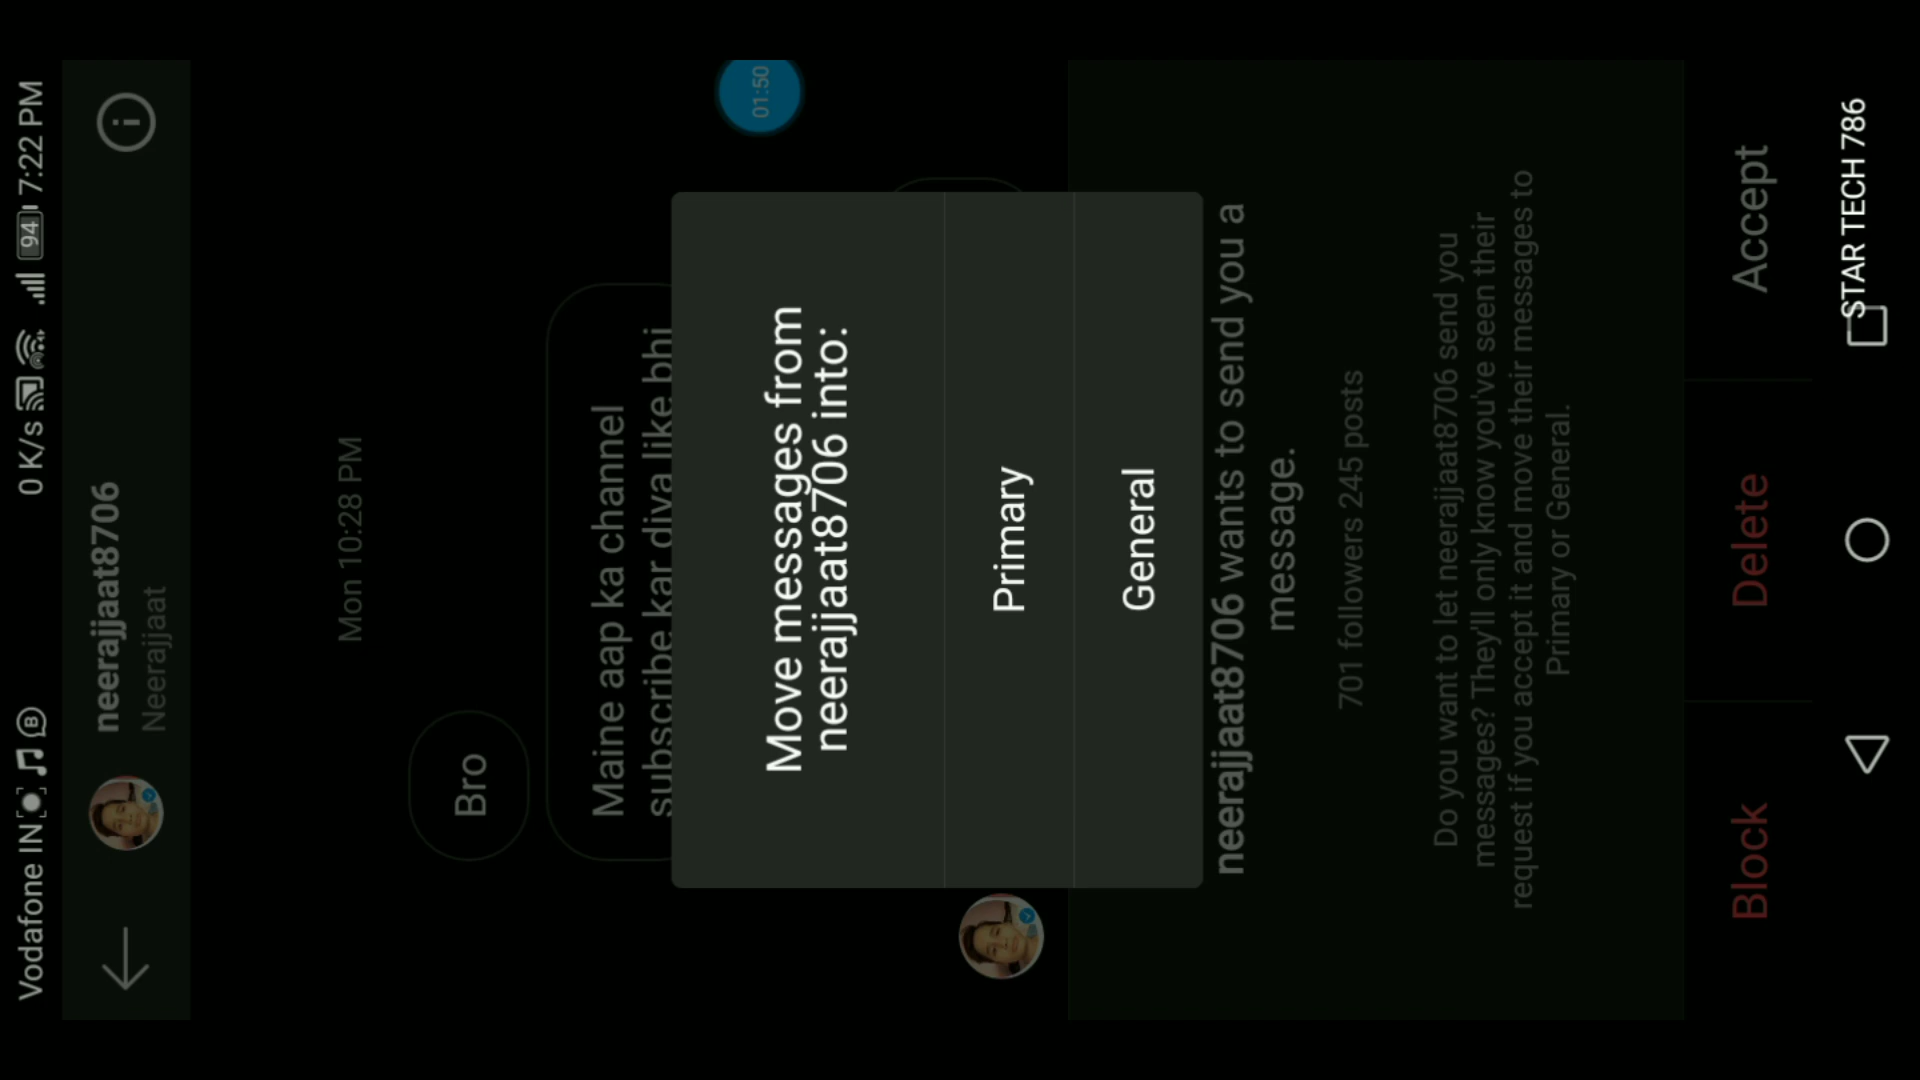 Vodafone IN
0 K/s
94
7:22 PM
neerajjaat8706
Neerajjaat
Mon 10:28 PM
Bro
Maine aap ka channel
subscribe kar diya like bhi
01:50
Move messages from
neerajjaat8706 into:
Primary
General
neerajjaat8706 wants to send you a
message.
701 followers 245 posts
Do you want to let neerajjaat8706 send you
messages? They'll only know you've seen their
request if you accept it and move their messages to
Primary or General.
Block
Delete
Accept
STAR TECH 786